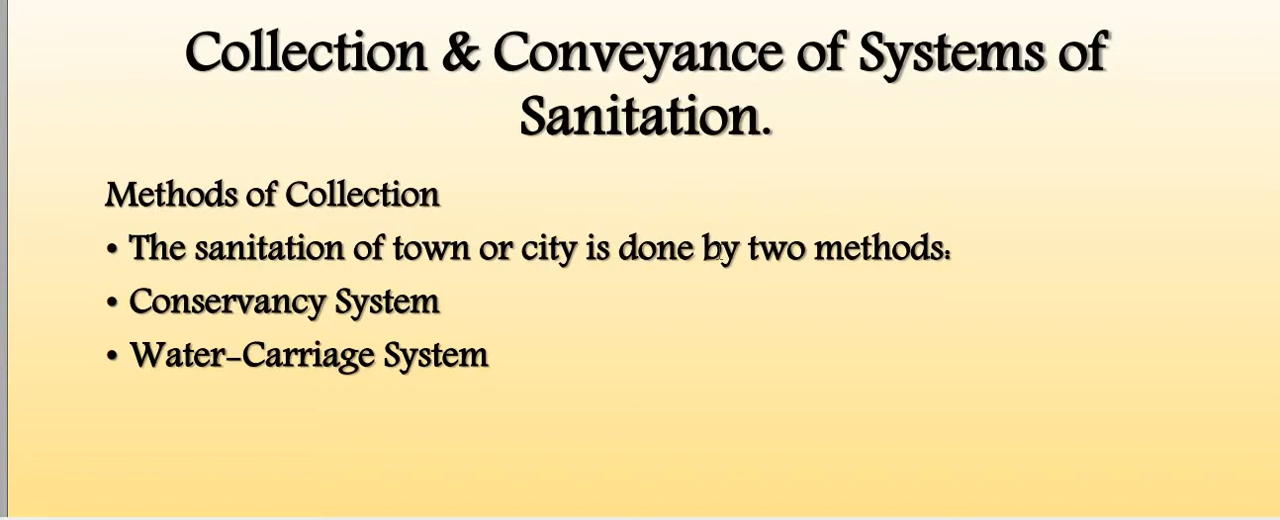 Collection & Conveyance of Systems of
Sanitation.
Methods of Collection
• The sanitation of town or city is done by two methods:
• Conservancy System
• Water-Carriage System